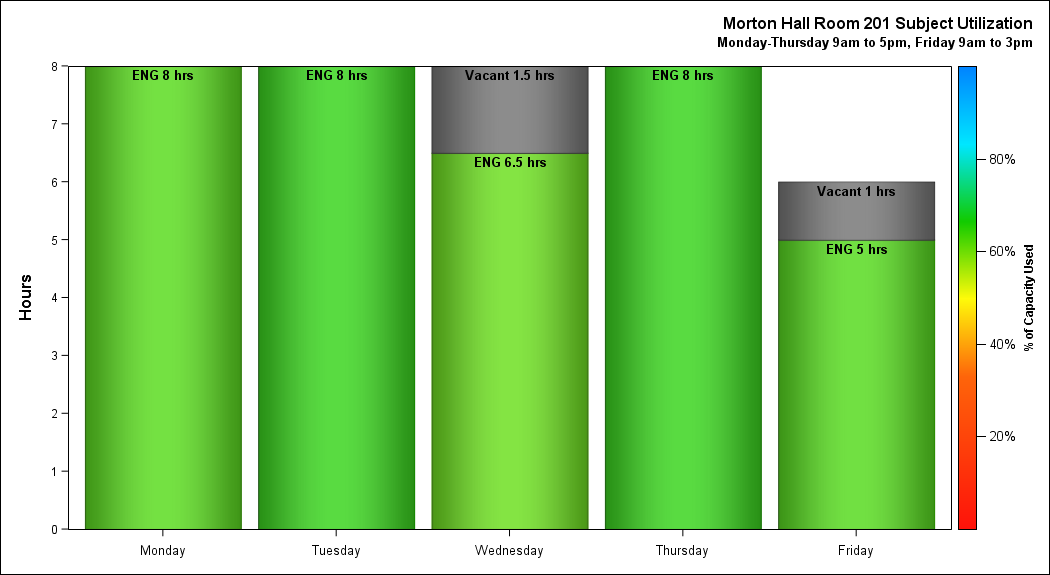 Morton Hall Room 201 Subject Utilization
Monday-Thursday 9am to 5pm, Friday 9am to 3pm
8
7
6
5
4
3
2
1
0
Hours
ENG 8 hrs
ENG 8 hrs
Vacant 1.5 hrs
ENG 6.5 hrs
ENG 8 hrs
Vacant 1 hrs
ENG 5 hrs
Monday
Tuesday
Wednesday
Thursday
Friday
80%
60%
40%
20%
% of Capacity Used